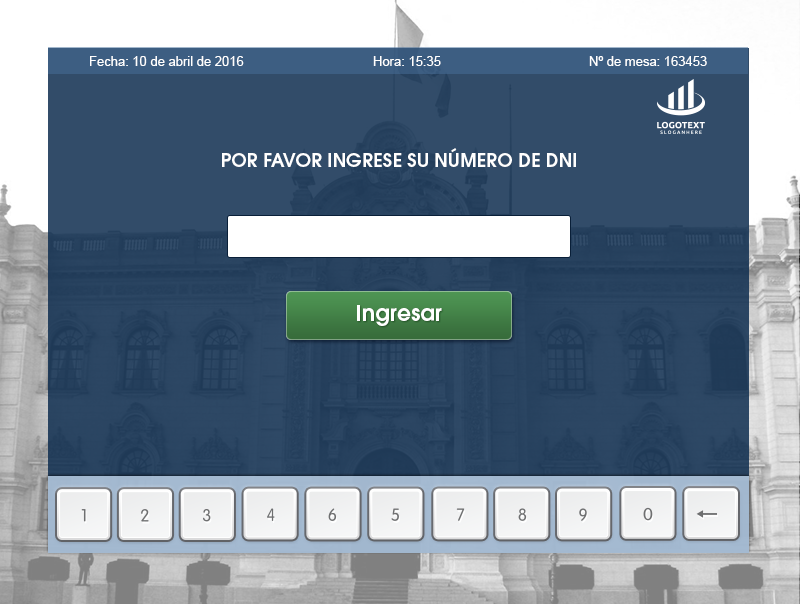 Fecha: 10 de abril de 2016 Hora: 15:35 Nº de mesa: 163453
LOGOTEXT
SLOGANHERE
POR FAVOR INGRESE SU NÚMERO DE DNI
Ingresar
1 2 3 4 6 5 7 8 9 0 ←